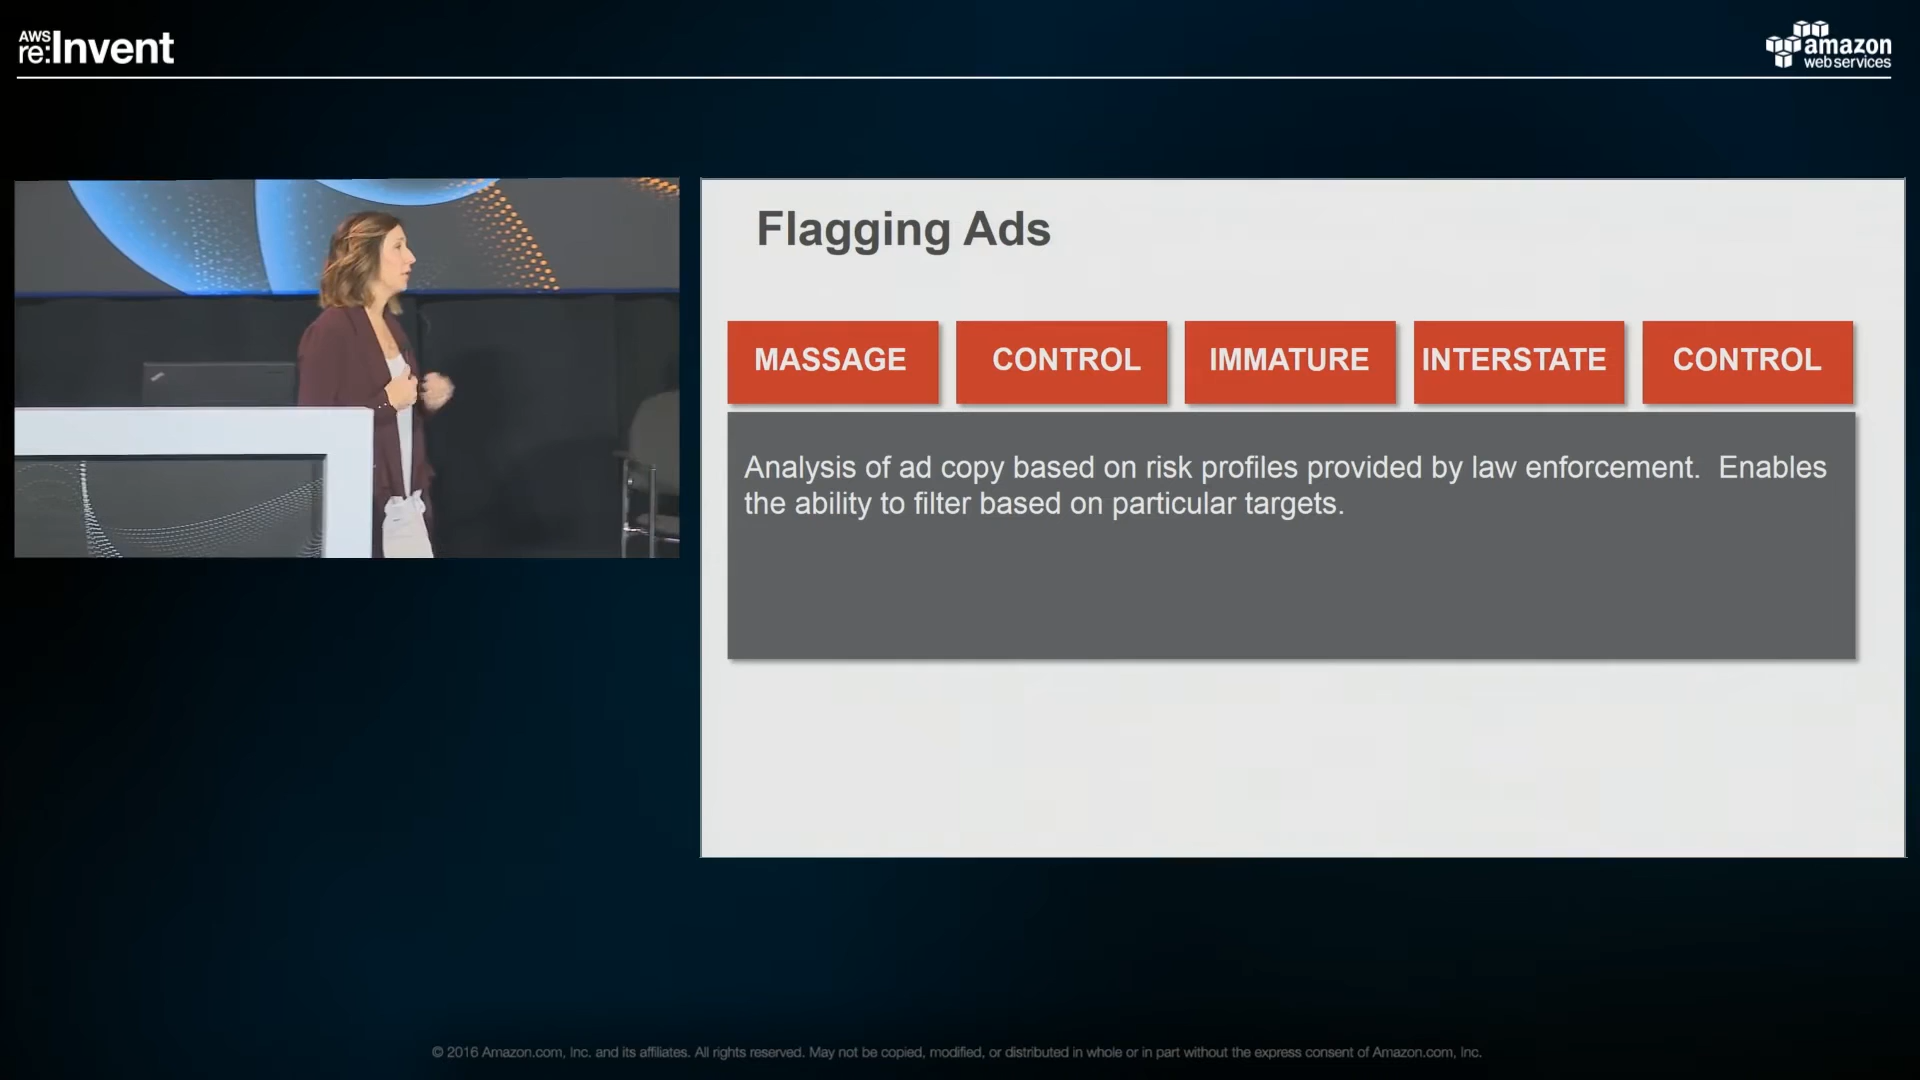 AWS
re:Invent
amazon
web services
Flagging Ads
MASSAGE
CONTROL
IMMATURE
INTERSTATE
CONTROL
Analysis of ad copy based on risk profiles provided by law enforcement.  Enables
the ability to filter based on particular targets.
© 2016 Amazon.com, Inc. and its affiliates. All rights reserved. May not be copied, modified, or distributed in whole or in part without the express consent of Amazon.com, Inc.